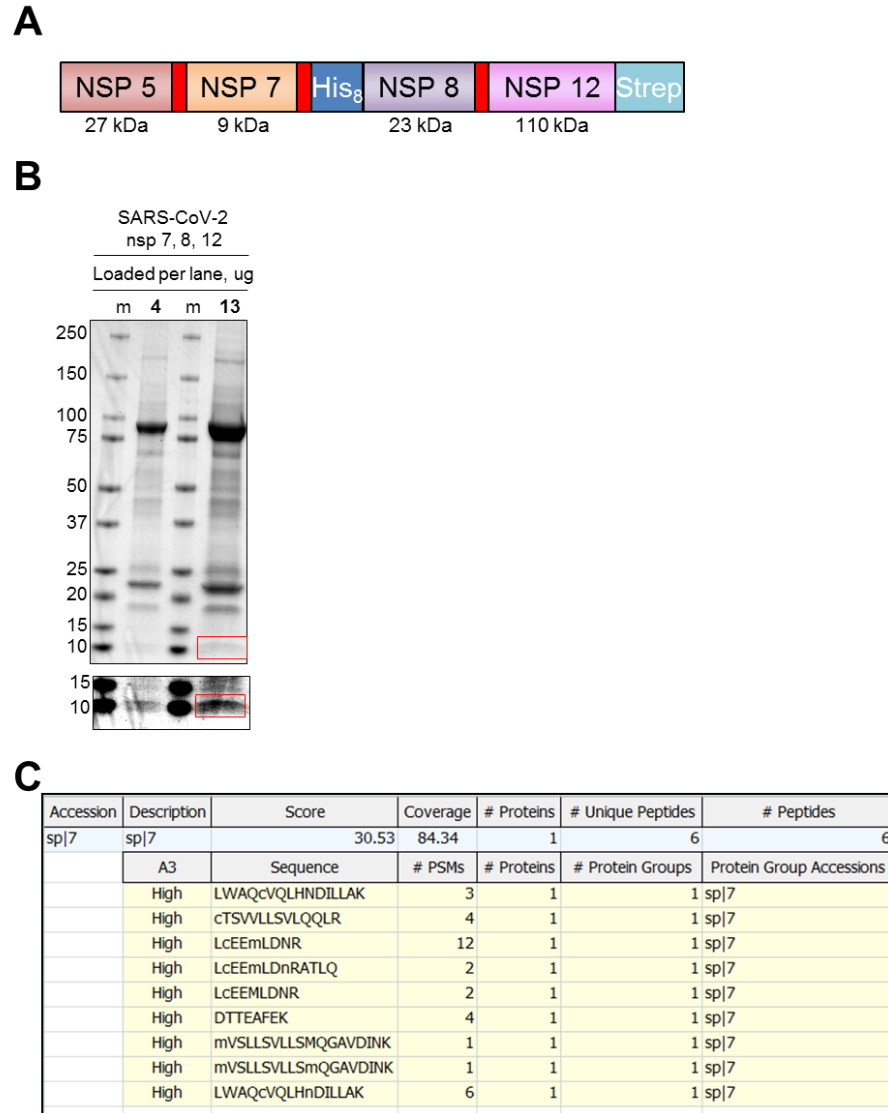 A
NSP 5 NSP 7 His8 NSP 8 NSP 12 Strep
27 kDa 9 kDa 23 kDa 110 kDa
B
SARS-CoV-2
nsp 7, 8, 12
Loaded per lane, ug
m 4 m 13
250
150
100
75
50
37
25
20
15
10
15
10
C
Accession Description Score Coverage # Proteins # Unique Peptides # Peptides
sp|7 sp|7 30.53 84.34 1 6 6
A3 Sequence # PSMs # Proteins # Protein Groups Protein Group Accessions
High LWAQcVQLHNDILLAK 3 1 1 sp|7
High cTSVVLLSVLQQLR 4 1 1 sp|7
High LcEEmLDNR 12 1 1 sp|7
High LcEEmLDnRATLQ 2 1 1 sp|7
High LcEEMLDNR 2 1 1 sp|7
High DTTEAFEK 4 1 1 sp|7
High mVSLLSVLLSMQGAVDINK 1 1 1 sp|7
High mVSLLSVLLSmQGAVDINK 1 1 1 sp|7
High LWAQcVQLHnDILLAK 6 1 1 sp|7